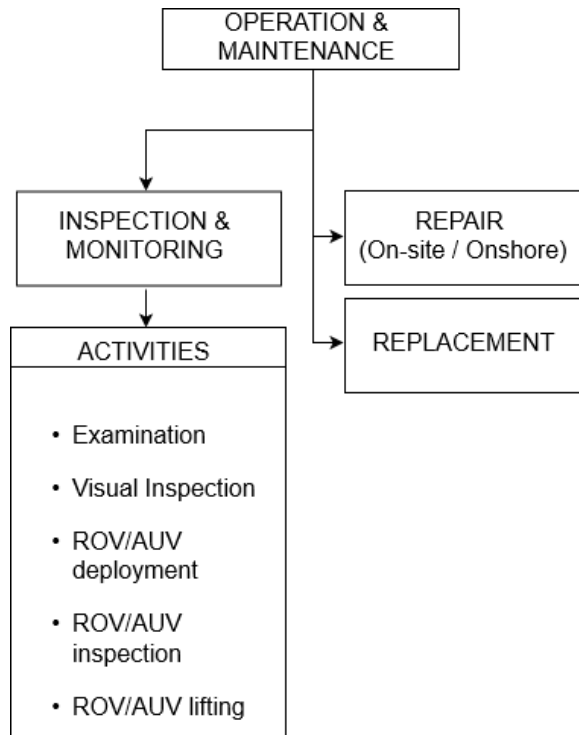 OPERATION &
MAINTENANCE
INSPECTION &
MONITORING
REPAIR
(On-site / Onshore)
REPLACEMENT
ACTIVITIES
• Examination
• Visual Inspection
• ROV/AUV
deployment
• ROV/AUV
inspection
• ROV/AUV lifting